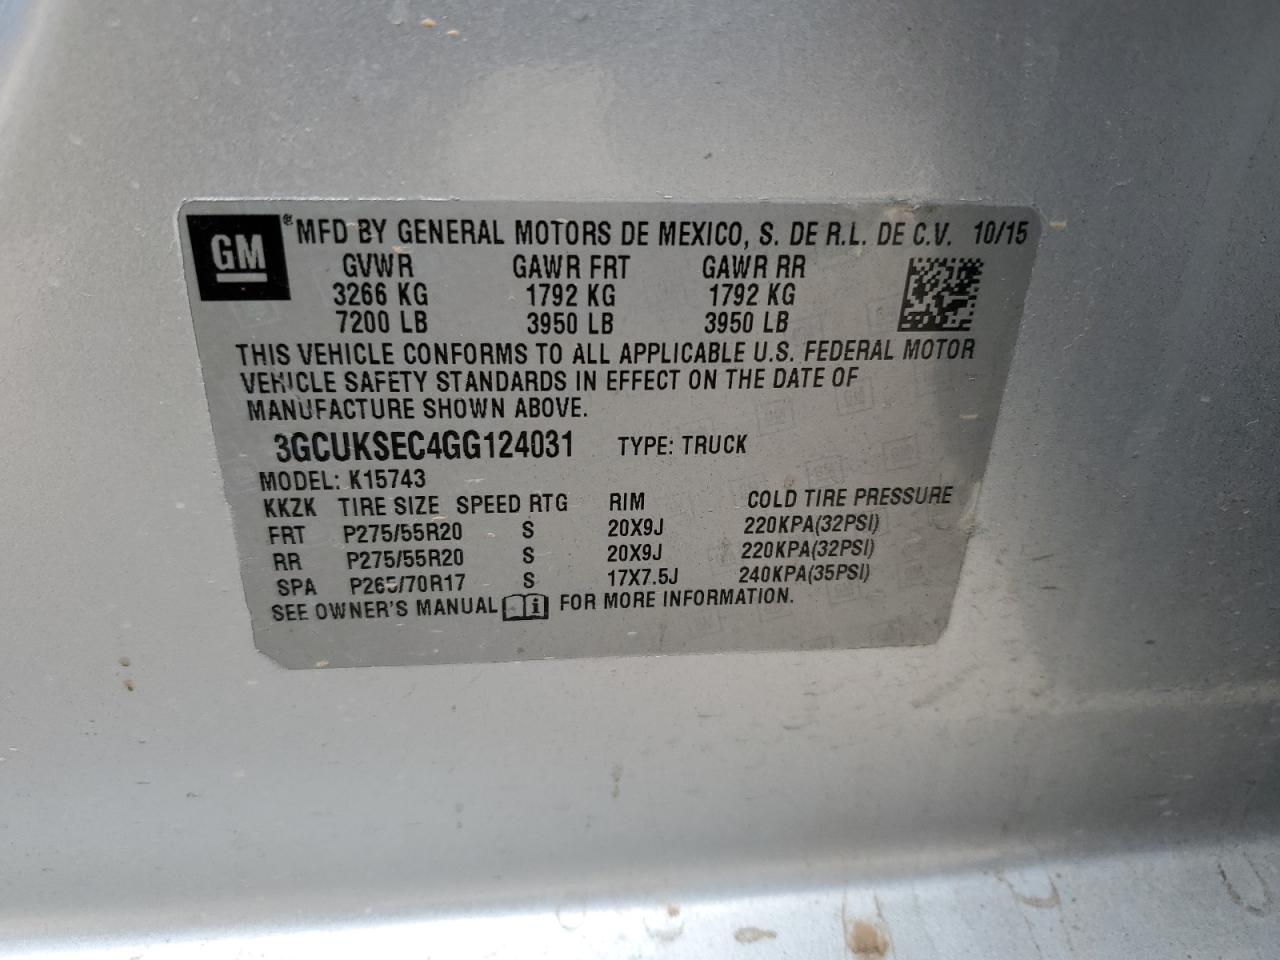 GM ® MFD BY GENERAL MOTORS DE MEXICO, S. DE R.L. DE C.V. 10/15
GVWR GAWR FRT GAWR RR
3266 KG 1792 KG 1792 KG
7200 LB 3950 LB 3950 LB
THIS VEHICLE CONFORMS TO ALL APPLICABLE U.S. FEDERAL MOTOR
VEHICLE SAFETY STANDARDS IN EFFECT ON THE DATE OF
MANUFACTURE SHOWN ABOVE.
3GCUKSEC4GG124031 TYPE: TRUCK
MODEL: K15743
KKZK TIRE SIZE SPEED RTG RIM COLD TIRE PRESSURE
FRT P275/55R20 S 20X9J 220KPA(32PSI)
RR P275/55R20 S 20X9J 220KPA(32PSI)
SPA P265/70R17 S 17X7.5J 240KPA(35PSI)
SEE OWNER'S MANUAL i FOR MORE INFORMATION.